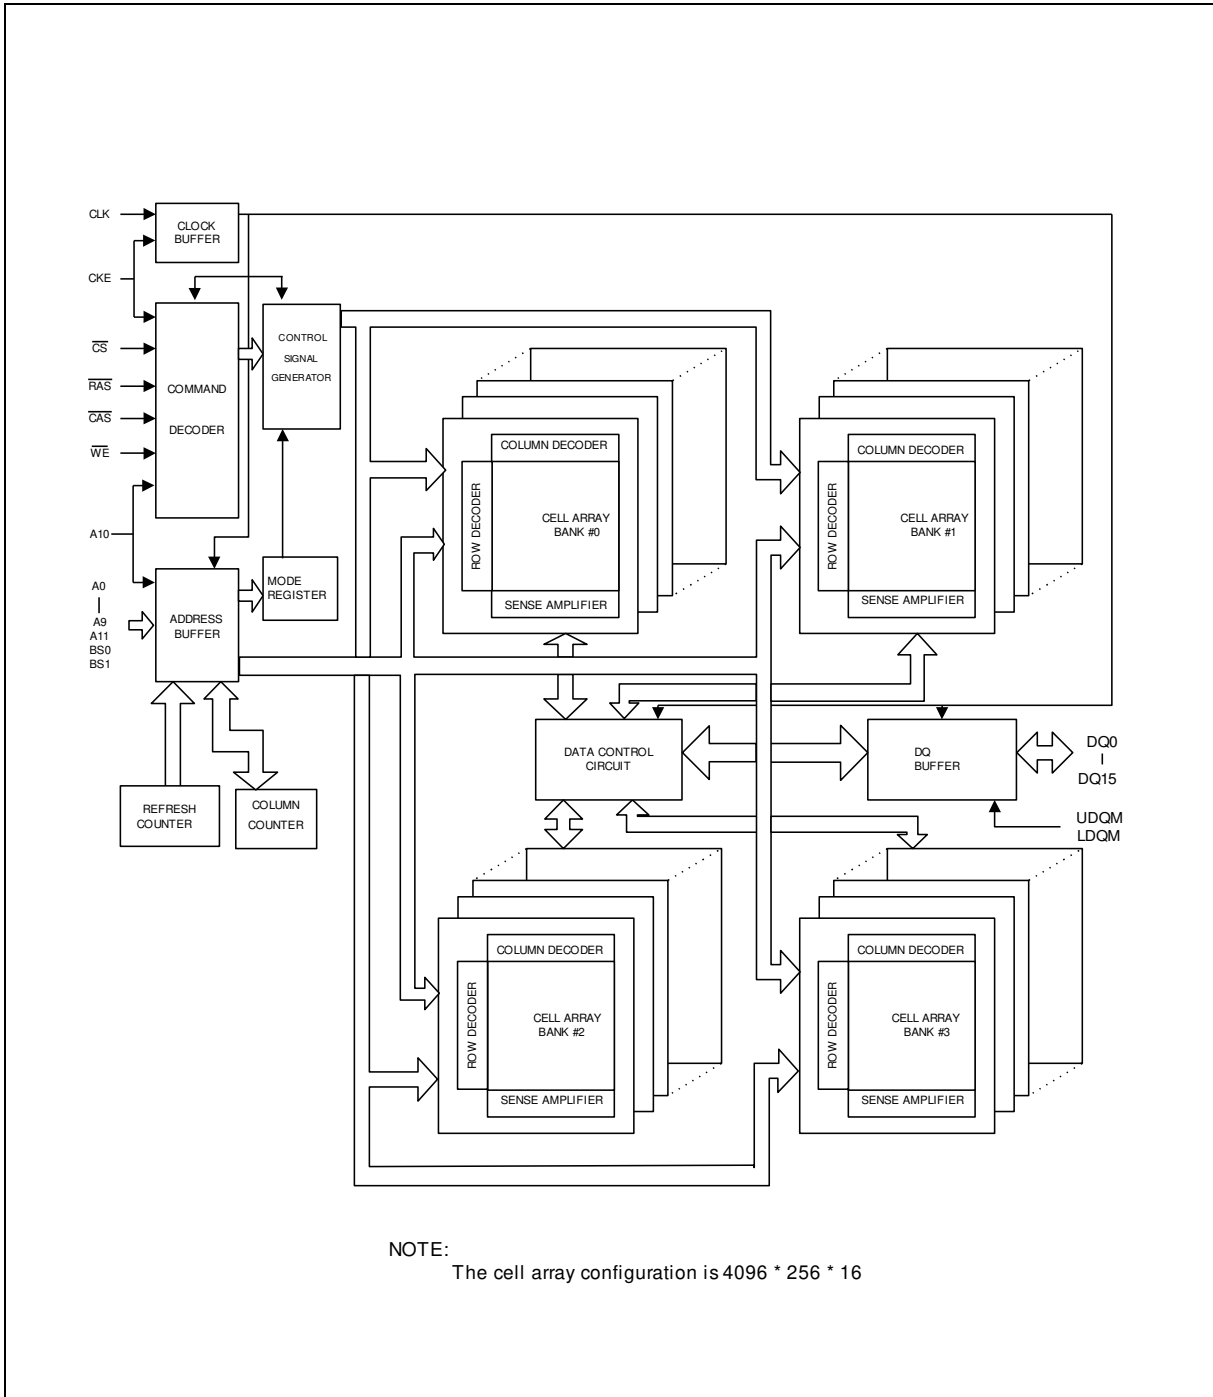 CLK
CLOCK
BUFFER
CKE
CS
RAS
CAS
WE
COMMAND
DECODER
CONTROL
SIGNAL
GENERATOR
A10
A0
A9
A11
BS0
BS1
ADDRESS
BUFFER
MODE
REGISTER
REFRESH
COUNTER
COLUMN
COUNTER
COLUMN DECODER
ROW DECODER
CELL ARRAY
BANK #0
SENSE AMPLIFIER
COLUMN DECODER
ROW DECODER
CELL ARRAY
BANK #1
SENSE AMPLIFIER
DATA CONTROL
CIRCUIT
DQ
BUFFER
DQ0
DQ15
UDQM
LDQM
COLUMN DECODER
ROW DECODER
CELL ARRAY
BANK #2
SENSE AMPLIFIER
COLUMN DECODER
ROW DECODER
CELL ARRAY
BANK #3
SENSE AMPLIFIER
NOTE:
The cell array configuration is 4096 * 256 * 16